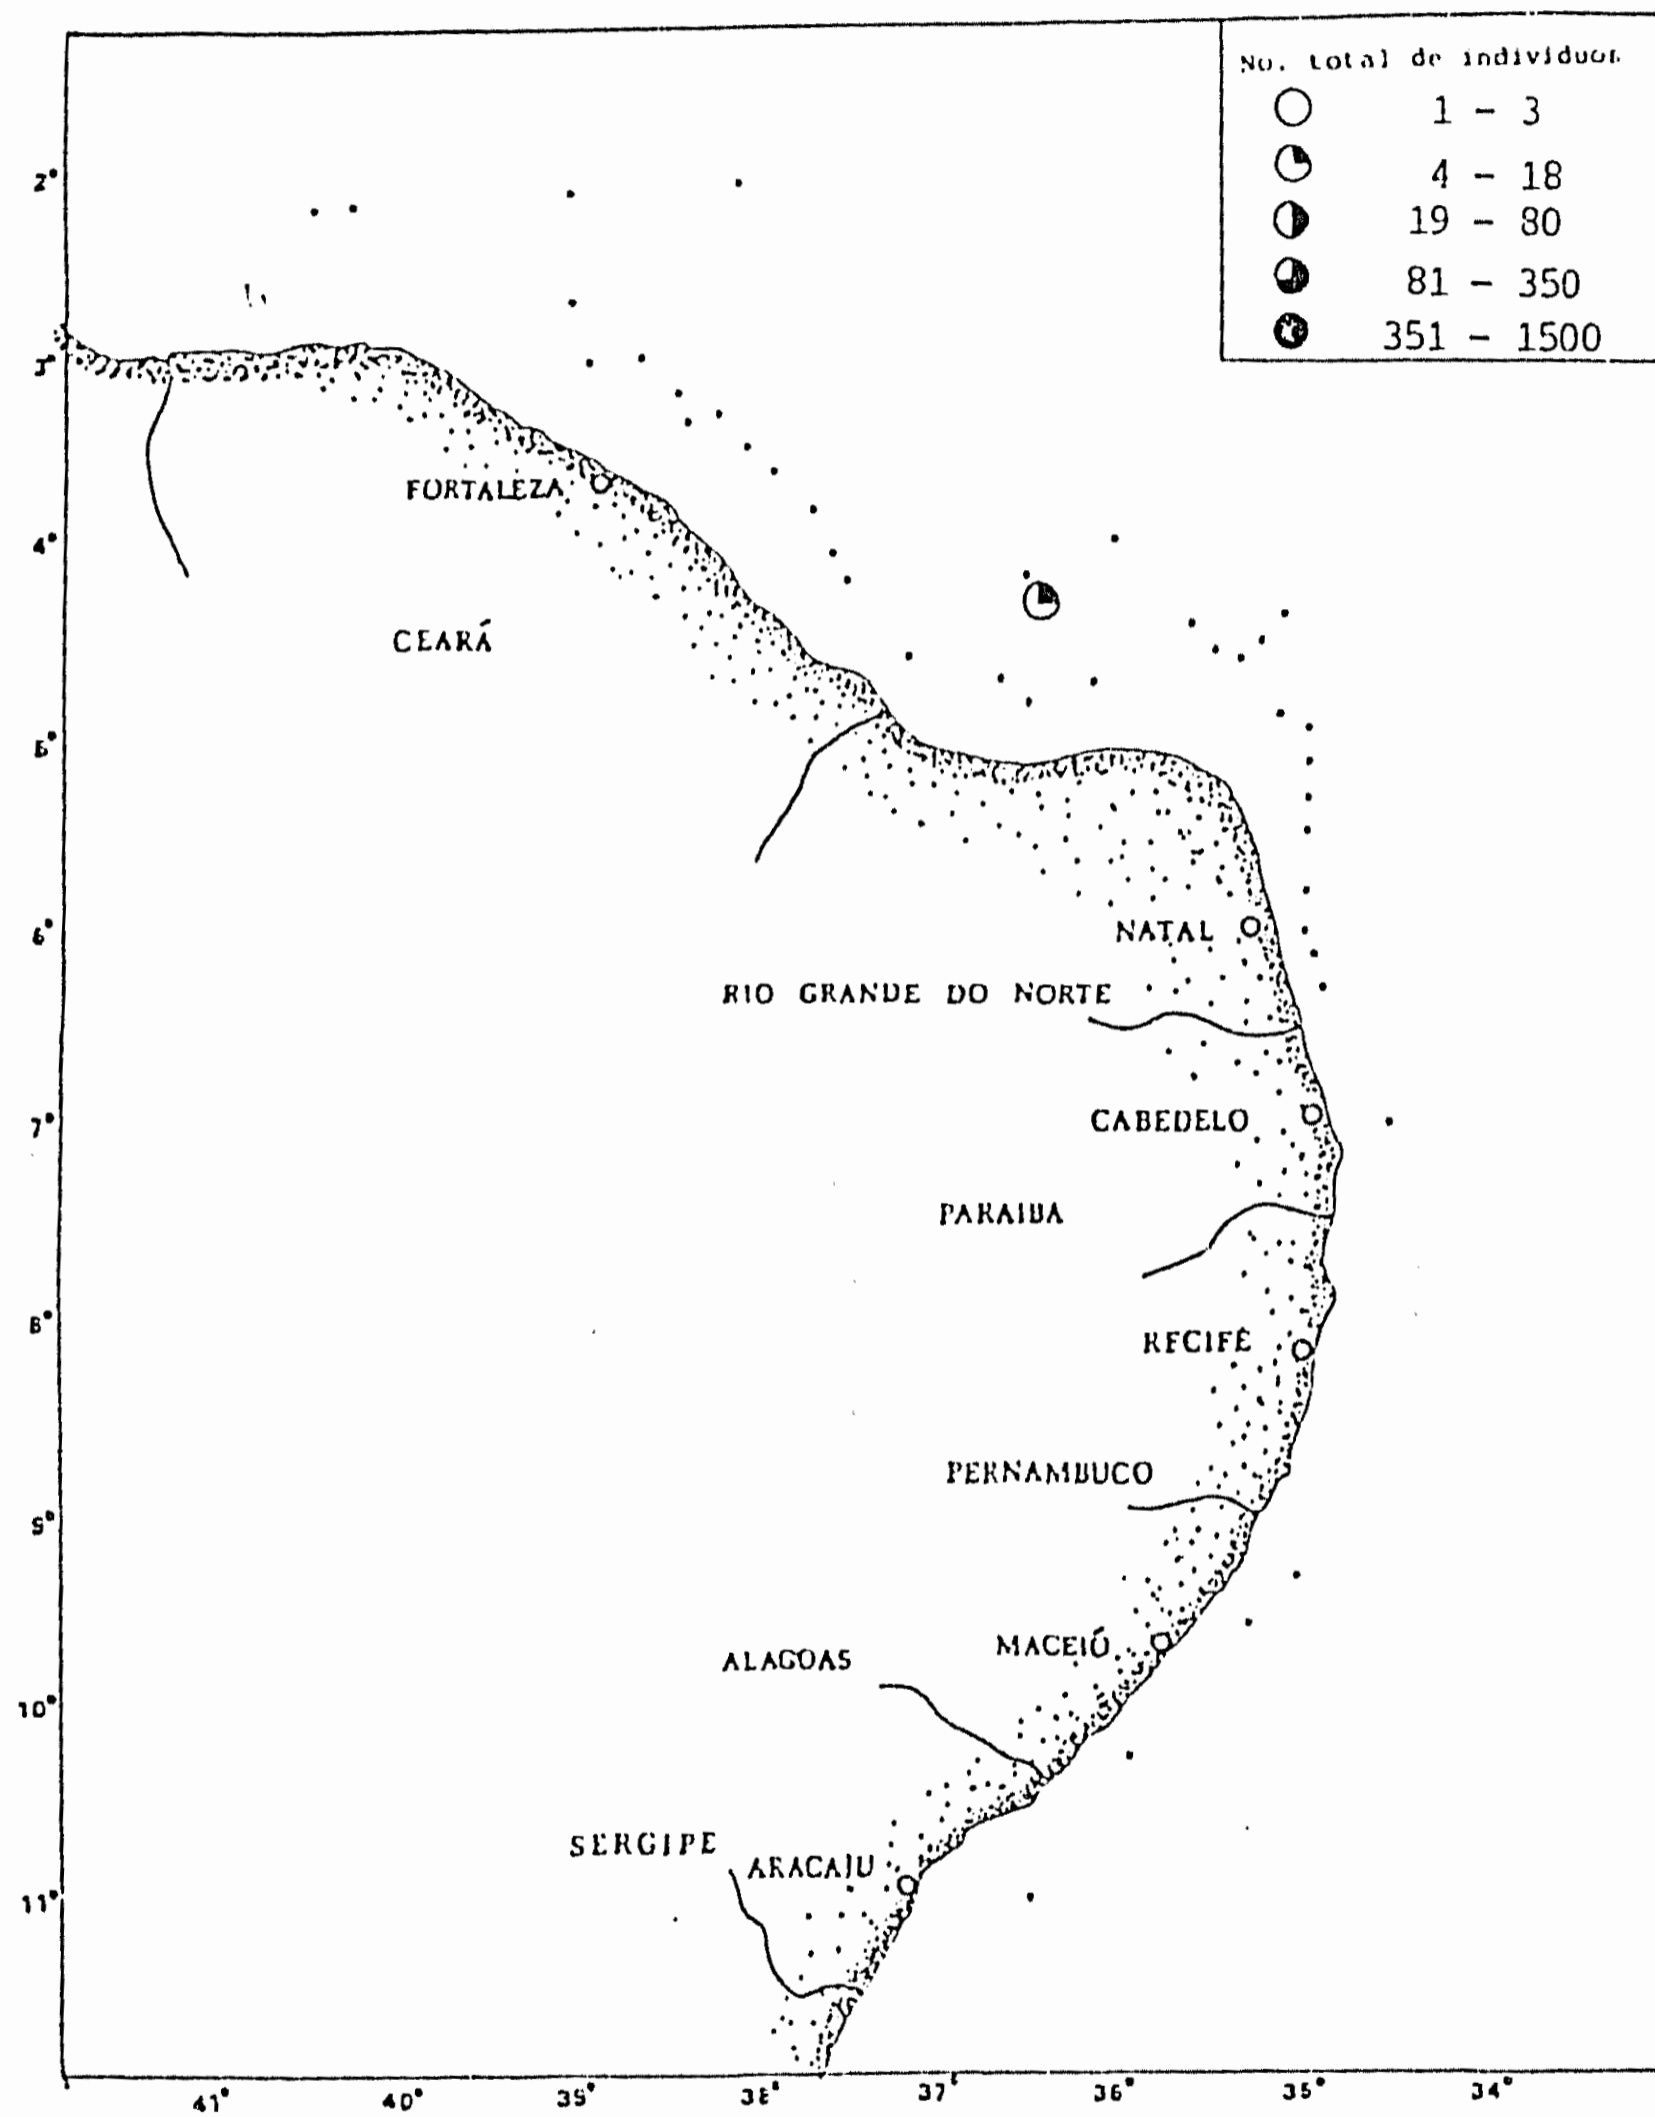 No. total de indivíduos
1 - 3
4 - 18
19 - 80
81 - 350
351 - 1500
2°
3°
FORTALEZA
4°
CEARÁ
5°
6°
NATAL
RIO GRANDE DO NORTE
7°
CABEDELO
PARAIBA
8°
RECIFE
PERNAMBUCO
9°
MACEIÓ
ALAGOAS
10°
SERGIPE
ARACAJU
11°
41° 40° 39° 38° 37° 36° 35° 34°